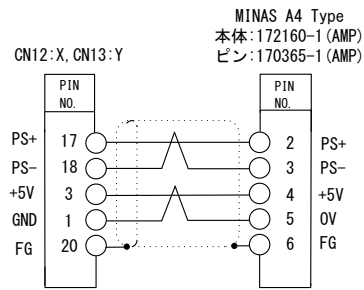 MINAS A4 Type
本体:172160-1(AMP)
CN12:X,CN13:Y
ピン:170365-1(AMP)
PIN NO.
PIN NO.
PS+ 17 2 PS+
PS- 18 3 PS-
+5V 3 4 +5V
GND 1 5 0V
FG 20 6 FG